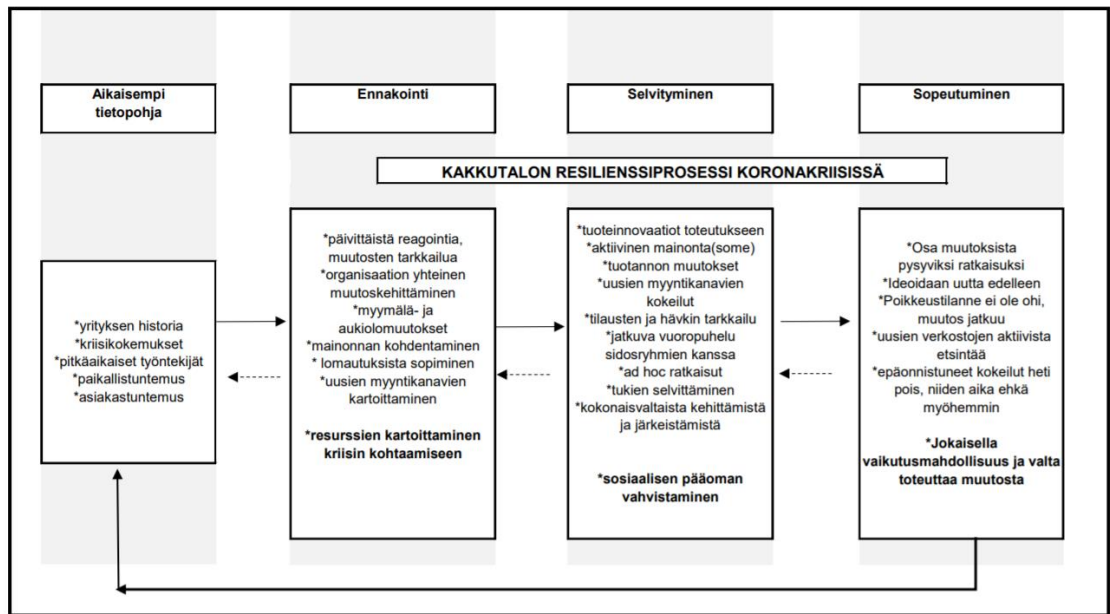 Aikaisempi
tietopohja
Ennakointi
Selvityminen
Sopeutuminen
KAKKUTALON RESILIENSSIPROSESSI KORONAKRIISISSÄ
*yrityksen historia
*kriisikokemukset
*pitkäaikaiset työntekijät
*paikallistuntemus
*asiakastuntemus
*päivittäistä reagointia,
muutosten tarkkailua
*organisaation yhteinen
muutoskehittäminen
*myymälä- ja
aukiolomuutokset
*mainonnan kohdentaminen
* lomautuksista sopiminen
*uusien myyntikanavien
kartoittaminen
*resurssien kartoittaminen
kriisin kohtaamiseen
*tuoteinnovaatiot toteutukseen
*aktiivinen mainonta(some)
*tuotannon muutokset
*uusien myyntikanavien
kokeilut
*tilausten ja hävkin tarkkailu
*jatkuva vuoropuhelu
sidosryhmien kanssa
*ad hoc ratkaisut
*tukien selvittäminen
*kokonaisvaltaista kehittämistä
ja järkeistämistä
*sosiaalisen pääoman
vahvistaminen
*Osa muutoksista
pysyviksi ratkaisuksi
*Ideoidaan uutta edelleen
*Poikkeustilanne ei ole ohi,
muutos jatkuu
*uusien verkostojen aktiivista
etsintää
*epäonnistuneet kokeilut heti
pois, niiden aika ehkä
myöhemmin
*Jokaisella
vaikutusmahdollisuus ja valta
toteuttaa muutosta